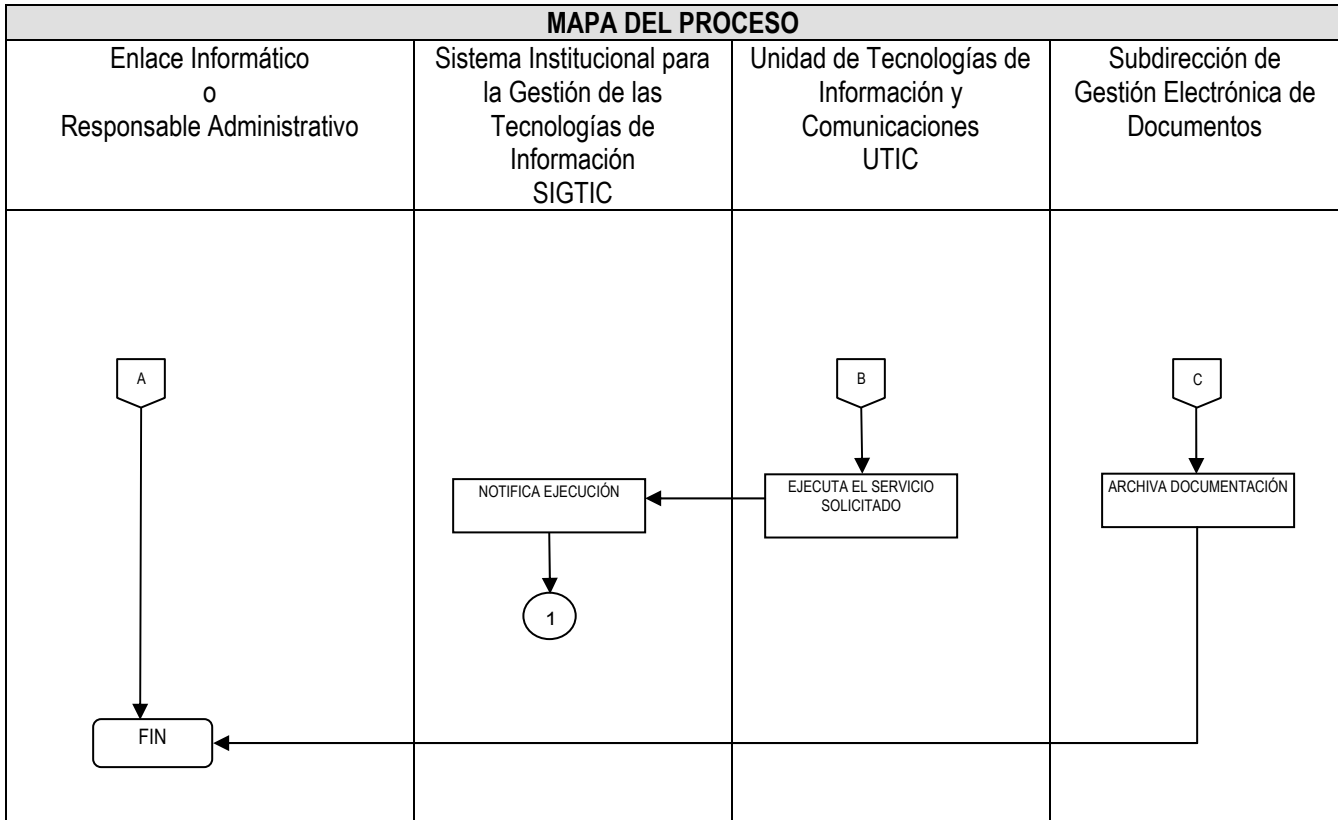 MAPA DEL PROCESO
Enlace Informático
o
Responsable Administrativo
Sistema Institucional para
la Gestión de las
Tecnologías de
Información
SIGTIC
Unidad de Tecnologías de
Información y
Comunicaciones
UTIC
Subdirección de
Gestión Electrónica de
Documentos
A
B
C
NOTIFICA EJECUCIÓN
EJECUTA EL SERVICIO
SOLICITADO
ARCHIVA DOCUMENTACIÓN
1
FIN